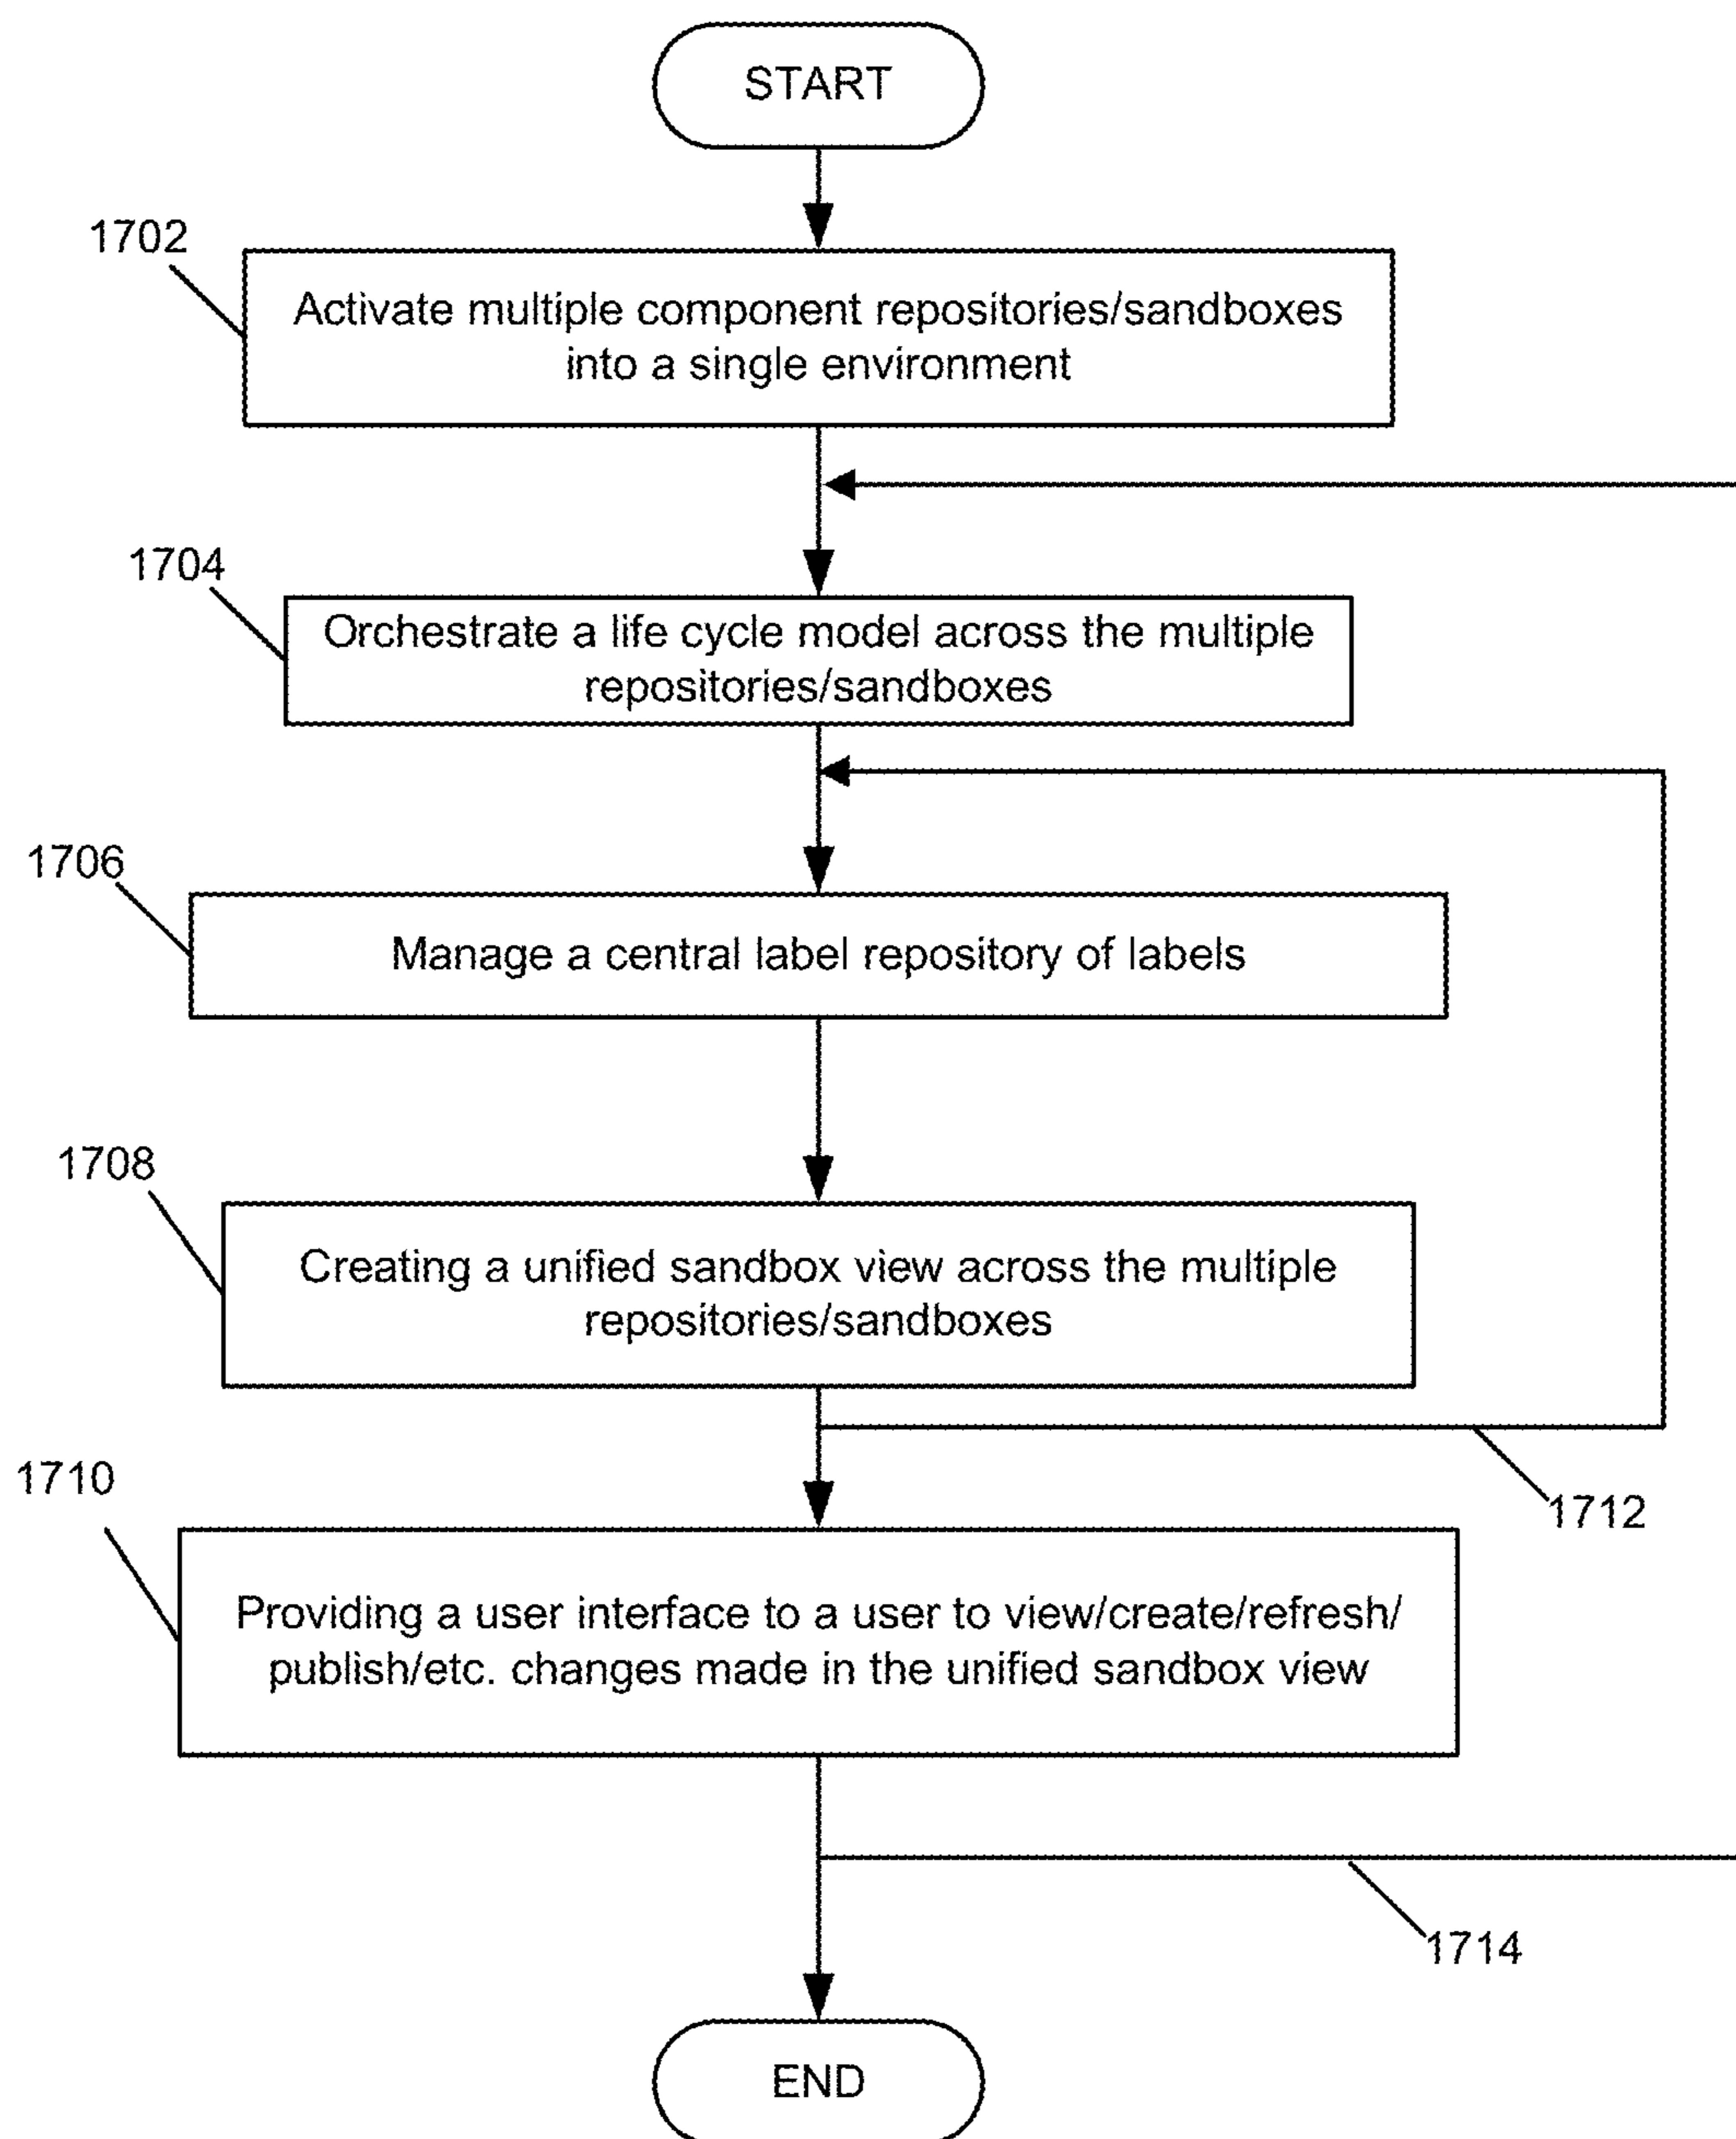 START
1702
Activate multiple component repositories/sandboxes
into a single environment
1704
Orchestrate a life cycle model across the multiple
repositories/sandboxes
1706
Manage a central label repository of labels
1708
Creating a unified sandbox view across the multiple
repositories/sandboxes
1710
1712
Providing a user interface to a user to view/create/refresh/
publish/etc. changes made in the unified sandbox view
1714
END